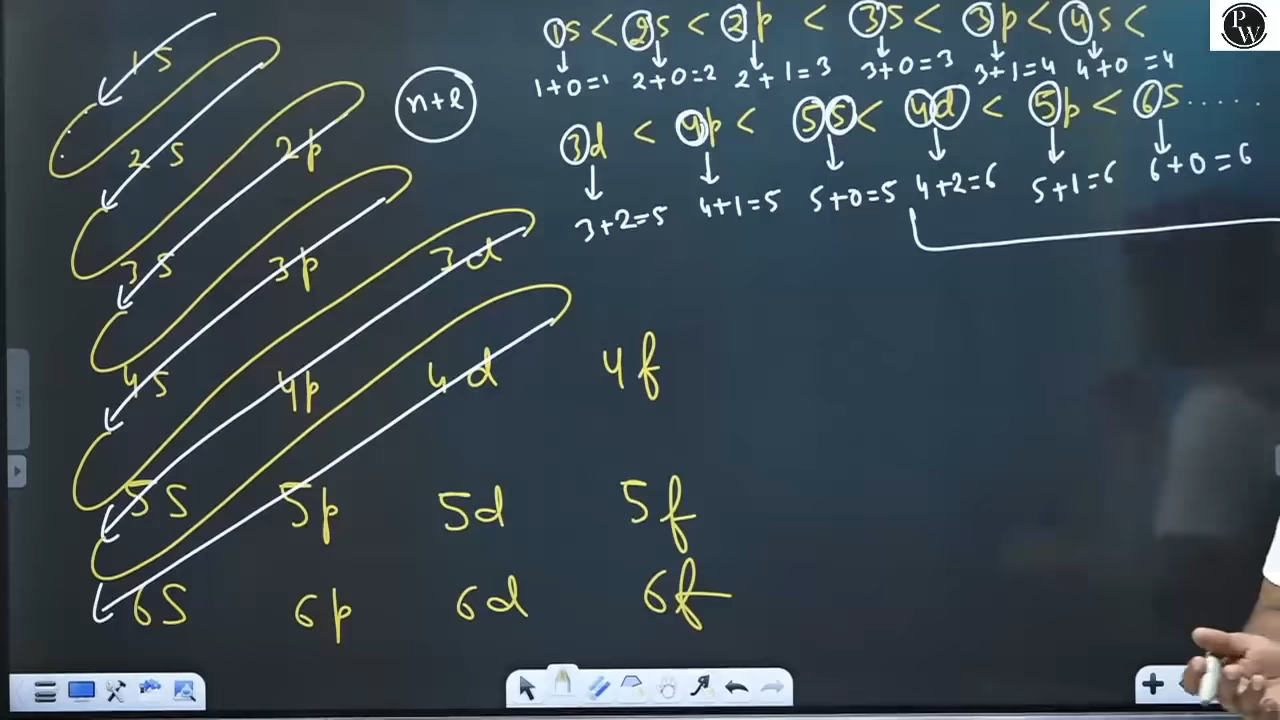 1s < 2s < 2p < 3s < 3p < 4s <
1+0=1 2+0=2 2+1=3 3+0=3 3+1=4 4+0=4
3d < 4p < 5s < 4d < 5p < 6s.....
3+2=5 4+1=5 5+0=5 4+2=6 5+1=6 6+0=6
n+l
1s
2s 2p
3s 3p 3d
4s 4p 4d 4f
5s 5p 5d 5f
6s 6p 6d 6f
PW